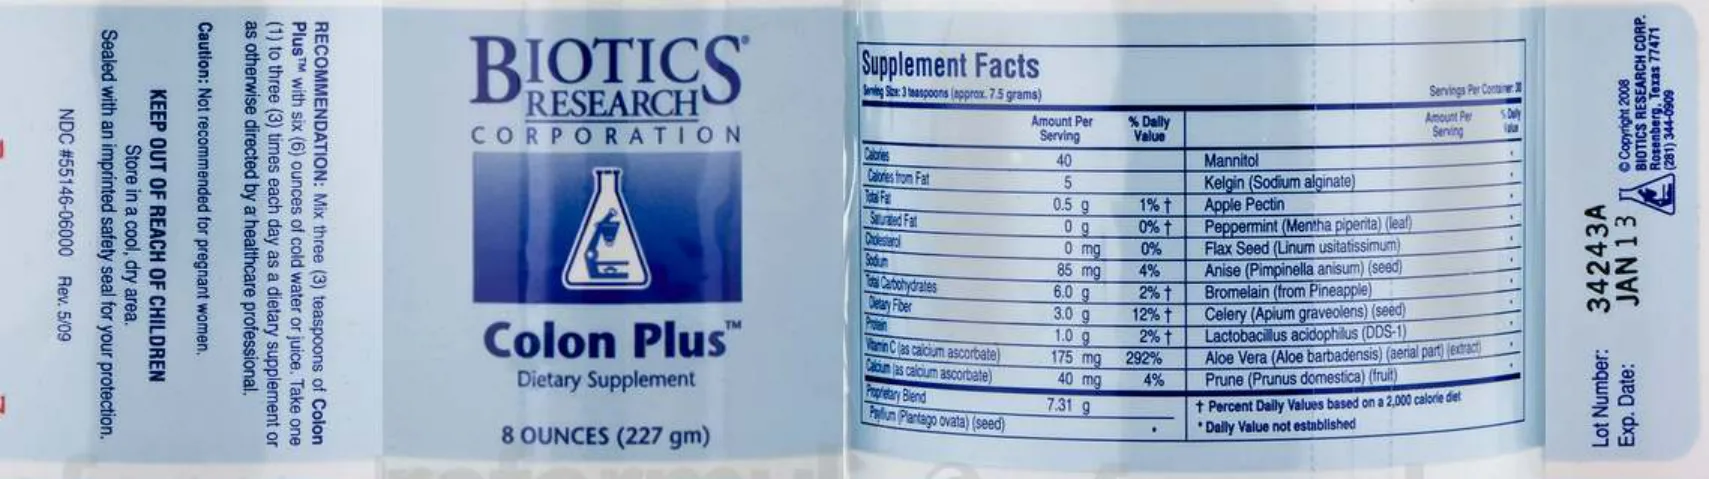 RECOMMENDATION: Mix three (3) teaspoons of Colon
Plus™ with six (6) ounces of cold water or juice. Take one
(1) to three (3) times each day as a dietary supplement or
as otherwise directed by a healthcare professional.
Caution: Not recommended for pregnant women.
KEEP OUT OF REACH OF CHILDREN
Store in a cool, dry area.
Sealed with an imprinted safety seal for your protection.
NDC #55146-06000 Rev. 5/09
BIOTICS®
RESEARCH
CORPORATION
Colon Plus™
Dietary Supplement
8 OUNCES (227 gm)
Supplement Facts
Serving Size: 3 teaspoons (approx. 7.5 grams) Servings Per Container: 30
Amount Per Serving % Daily Value
Calories 40
Calories from Fat 5
Total Fat 0.5 g 1% †
Saturated Fat 0 g 0% †
Cholesterol 0 mg 0%
Sodium 85 mg 4%
Total Carbohydrates 6.0 g 2% †
Dietary Fiber 3.0 g 12% †
Protein 1.0 g 2% †
Vitamin C (as calcium ascorbate) 175 mg 292%
Calcium (as calcium ascorbate) 40 mg 4%
Proprietary Blend 7.31 g
Psyllium (Plantago ovata) (seed) *
Amount Per Serving % Daily Value
Mannitol *
Kelgin (Sodium alginate) *
Apple Pectin *
Peppermint (Mentha piperita) (leaf) *
Flax Seed (Linum usitatissimum) *
Anise (Pimpinella anisum) (seed) *
Bromelain (from Pineapple) *
Celery (Apium graveolens) (seed) *
Lactobacillus acidophilus (DDS-1) *
Aloe Vera (Aloe barbadensis) (aerial part) (extract) *
Prune (Prunus domestica) (fruit) *
† Percent Daily Values based on a 2,000 calorie diet
* Daily Value not established
© Copyright 2008
BIOTICS RESEARCH CORP.
Rosenberg, Texas 77471
(281) 344-0909
Lot Number: 34243A
Exp. Date: JAN 13